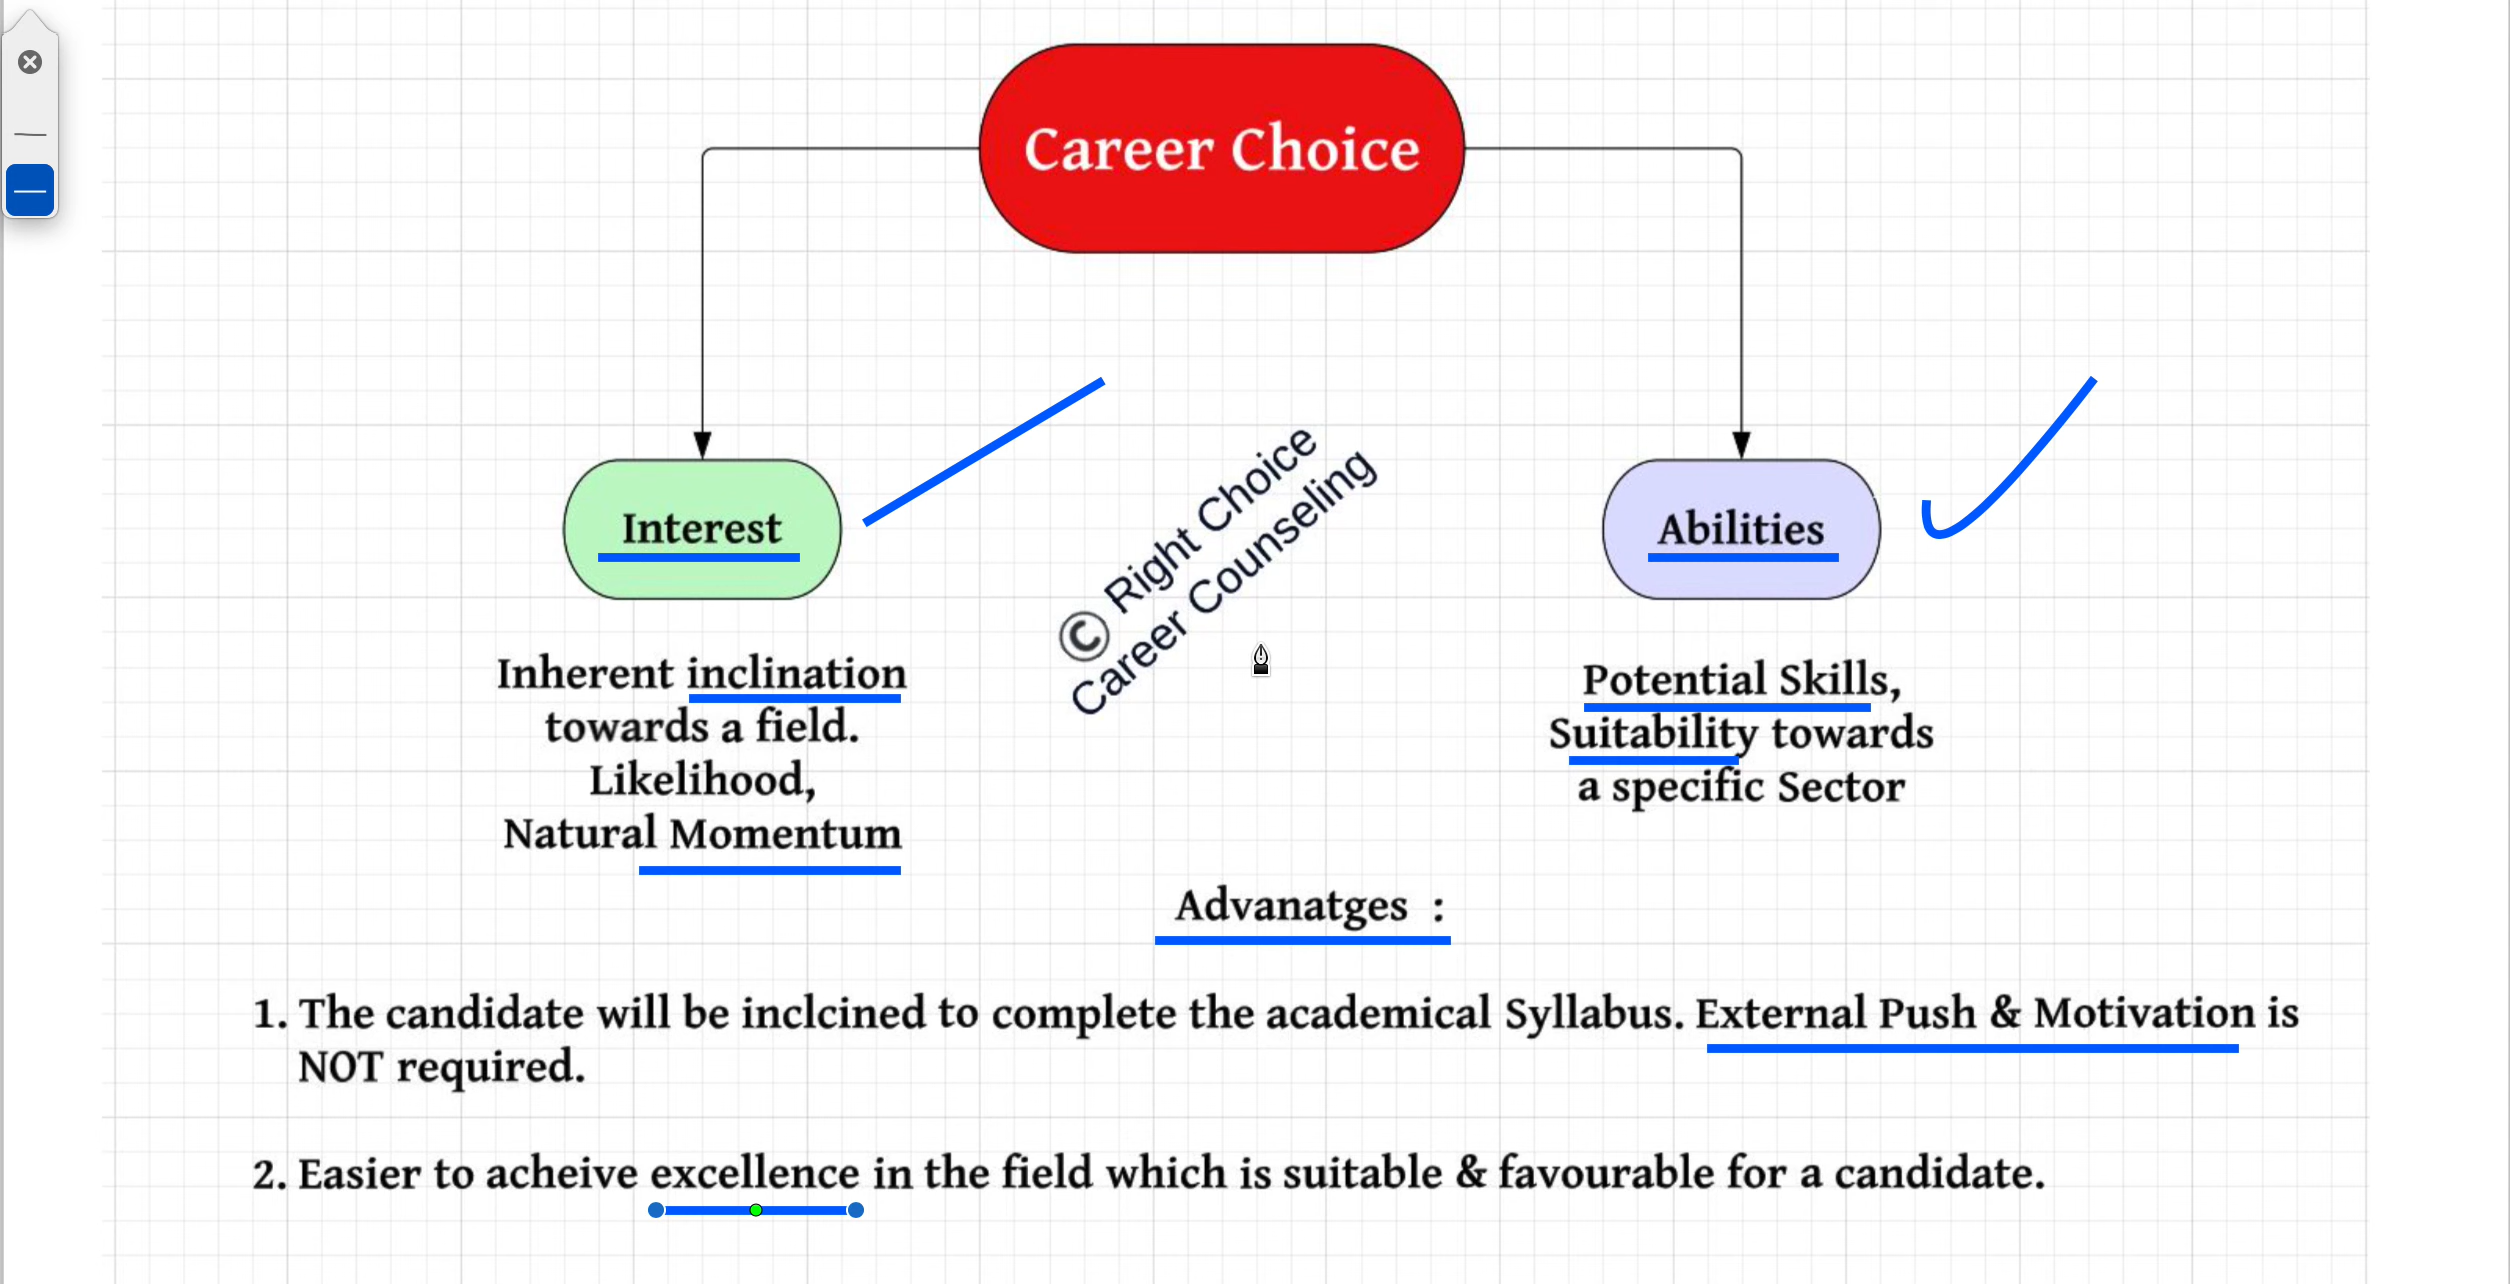 Career Choice
Interest
Abilities
© Right Choice
Career Counseling
Inherent inclination
towards a field.
Likelihood,
Natural Momentum
Potential Skills,
Suitability towards
a specific Sector
Advanatges :
1. The candidate will be inclcined to complete the academical Syllabus. External Push & Motivation is
NOT required.
2. Easier to acheive excellence in the field which is suitable & favourable for a candidate.